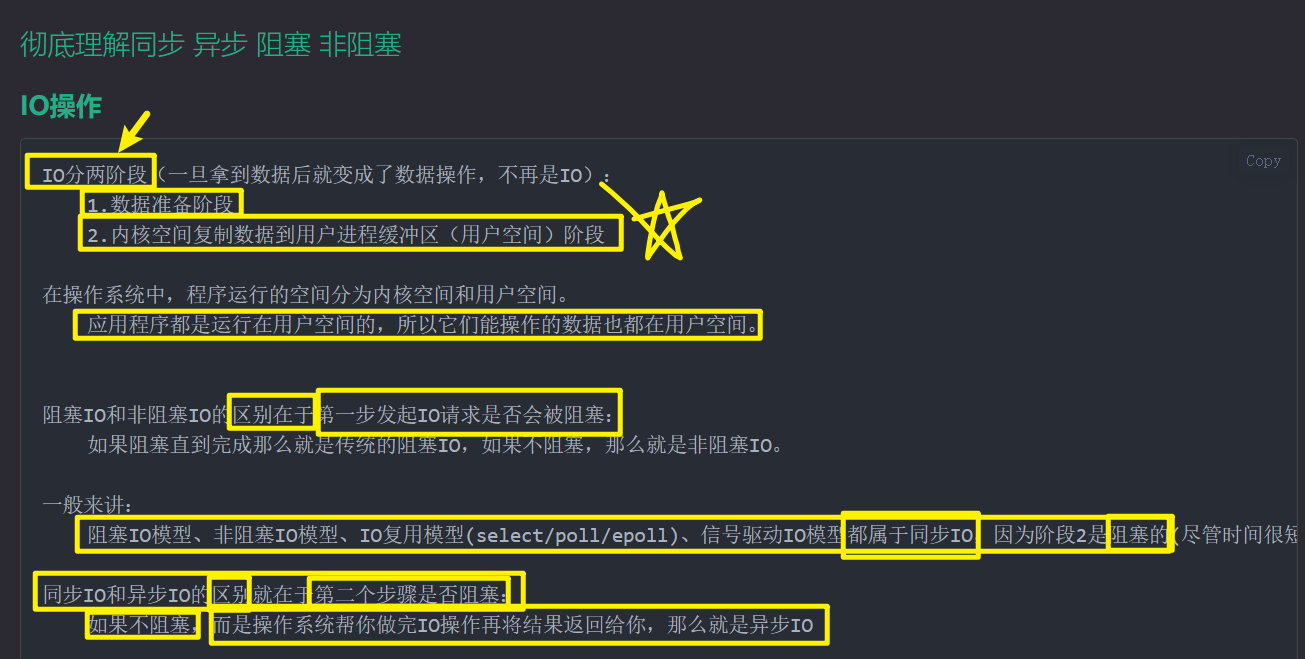 彻底理解同步 异步 阻塞 非阻塞
IO操作
Copy
IO分两阶段（一旦拿到数据后就变成了数据操作，不再是IO）：
1.数据准备阶段
2.内核空间复制数据到用户进程缓冲区（用户空间）阶段
在操作系统中，程序运行的空间分为内核空间和用户空间。
应用程序都是运行在用户空间的，所以它们能操作的数据也都在用户空间。
阻塞IO和非阻塞IO的区别在于第一步发起IO请求是否会被阻塞：
如果阻塞直到完成那么就是传统的阻塞IO，如果不阻塞，那么就是非阻塞IO。
一般来讲：
阻塞IO模型、非阻塞IO模型、IO复用模型(select/poll/epoll)、信号驱动IO模型都属于同步IO，因为阶段2是阻塞的(尽管时间很短
同步IO和异步IO的区别就在于第二个步骤是否阻塞：
如果不阻塞，而是操作系统帮你做完IO操作再将结果返回给你，那么就是异步IO